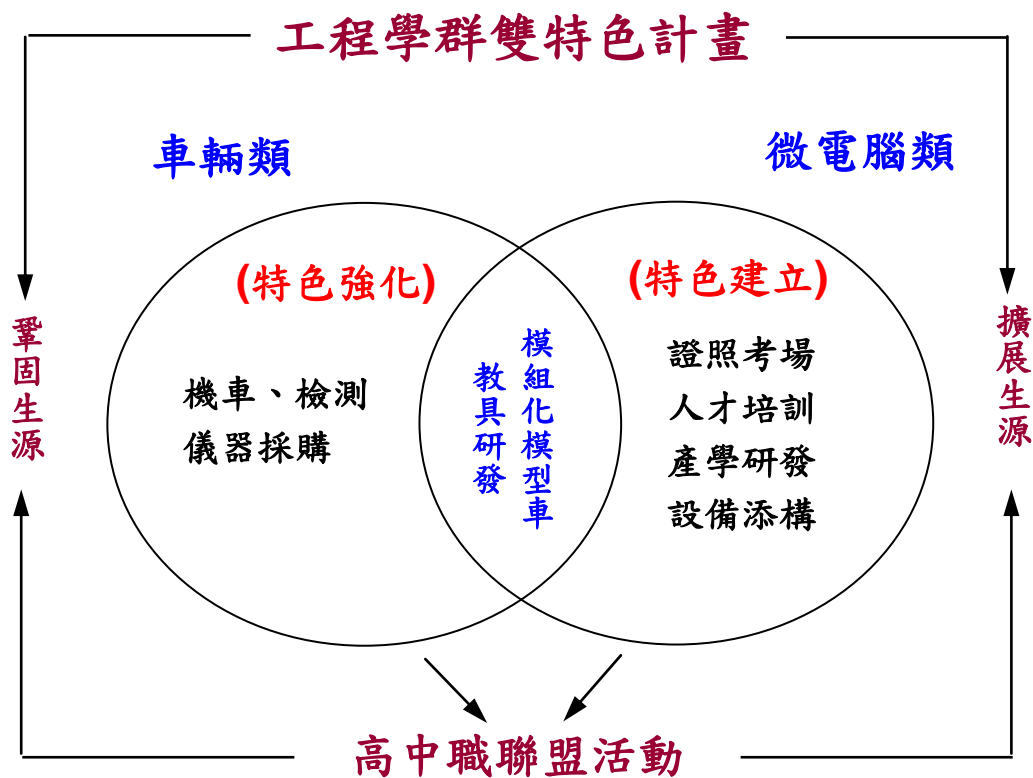 工程學群雙特色計畫
車輛類
微電腦類
(特色強化)
(特色建立)
鞏固生源
機車、檢測
儀器採購
模組化模型車
教具研發
證照考場
人才培訓
產學研發
設備添構
擴展生源
高中職聯盟活動